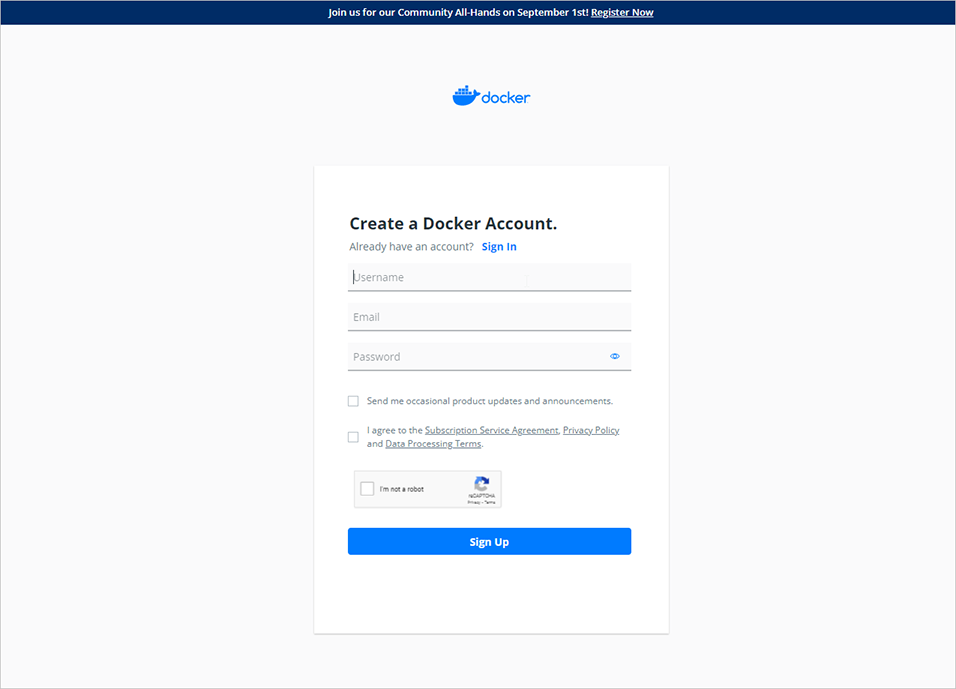 Join us for our Community All-Hands on September 1st! Register Now
docker
Create a Docker Account.
Already have an account? Sign In
Username
Email
Password
Send me occasional product updates and announcements.
I agree to the Subscription Service Agreement, Privacy Policy
and Data Processing Terms.
I'm not a robot
reCAPTCHA
Privacy - Terms
Sign Up